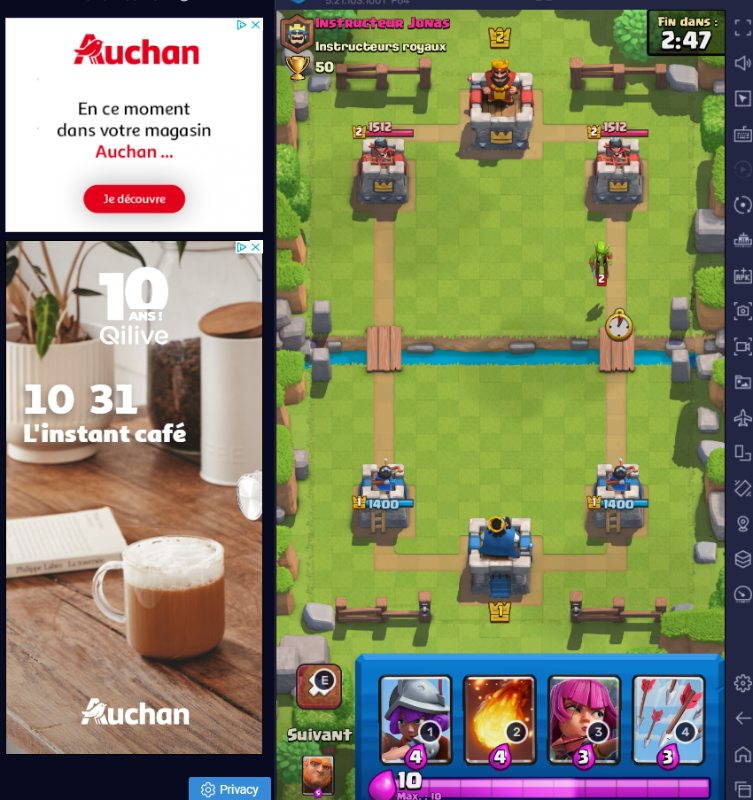 Auchan
En ce moment
dans votre magasin
Auchan ...
Je découvre
10
ANS!
Qilive
10 31
L'instant café
Auchan
Privacy
Instructeur Jonas
Instructeurs royaux
50
2
Fin dans :
2:47
2 1512
2 1512
2
1 1400
1 1400
1
E
Suivant
1
2
3
4
4
4
3
3
10
Max. : 10